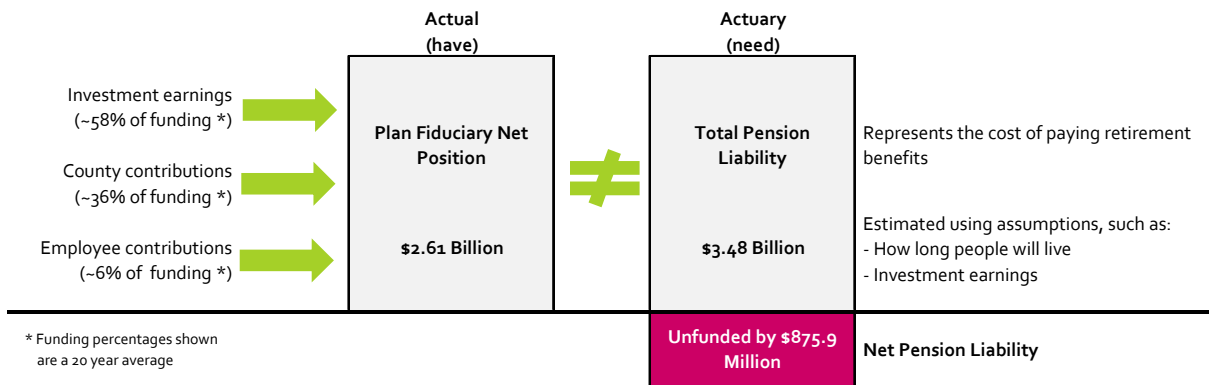 Actual
(have)
Actuary
(need)
Investment earnings
(~58% of funding *)
County contributions
(~36% of funding *)
Employee contributions
(~6% of  funding *)
Plan Fiduciary Net
Position
$2.61 Billion
≠
Total Pension
Liability
$3.48 Billion
Represents the cost of paying retirement
benefits
Estimated using assumptions, such as:
- How long people will live
- Investment earnings
* Funding percentages shown
are a 20 year average
Unfunded by $875.9
Million
Net Pension Liability